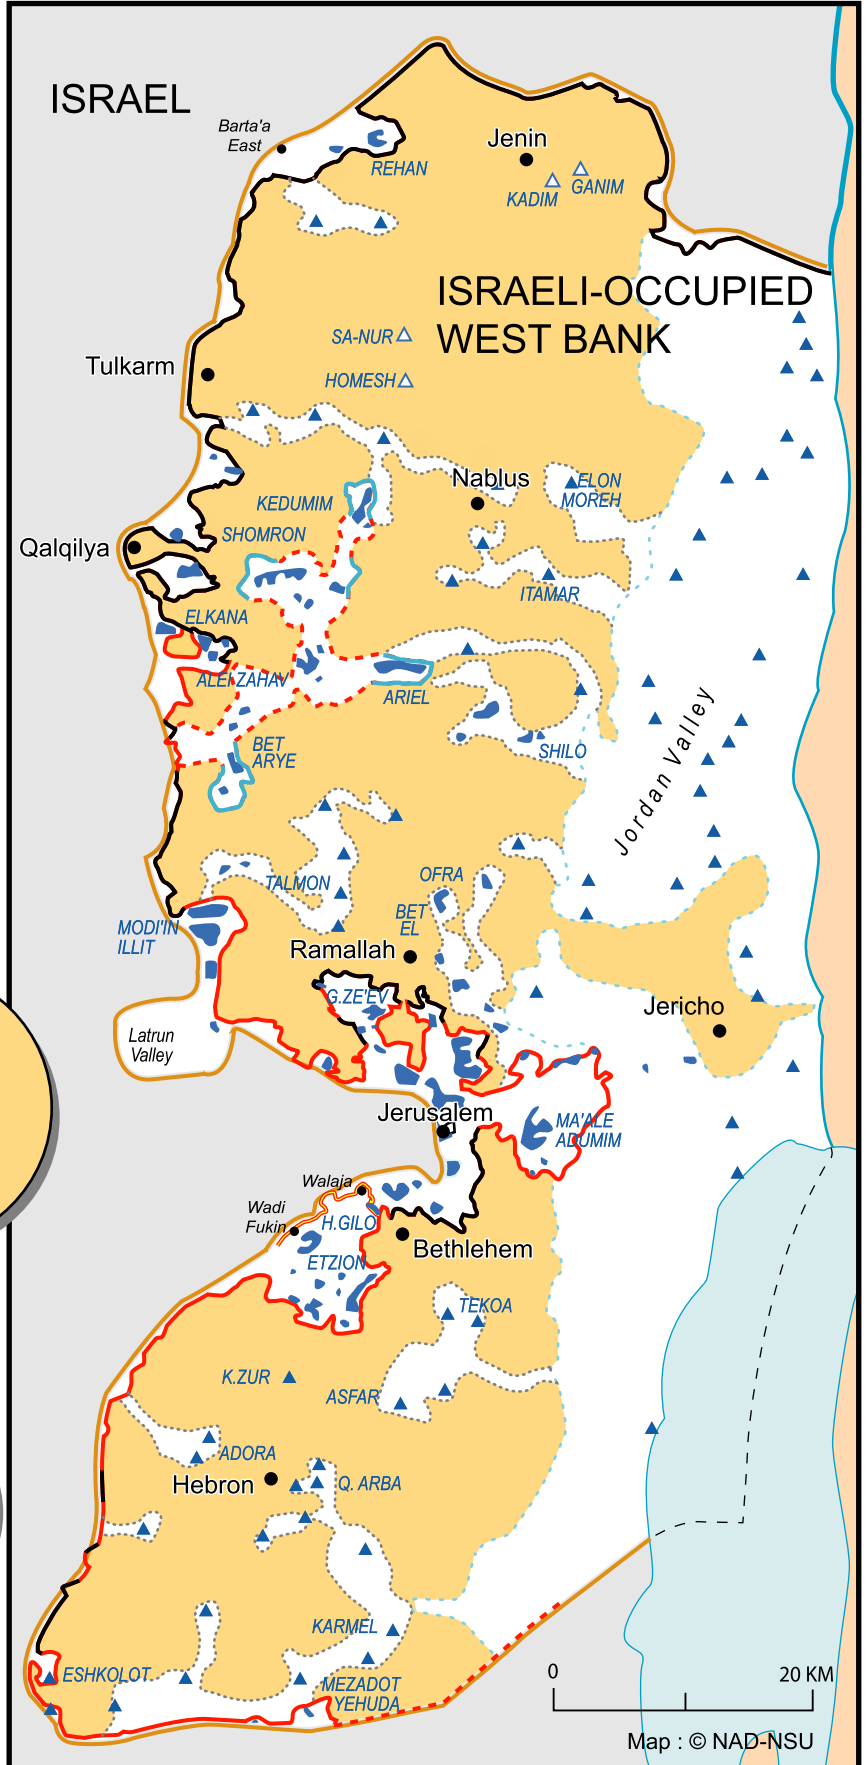 ISRAEL
Barta'a
East
REHAN
Jenin
KADIM
GANIM
ISRAELI-OCCUPIED
WEST BANK
SA-NUR
HOMESH
Tulkarm
Nablus
ELON
MOREH
KEDUMIM
SHOMRON
Qalqilya
ITAMAR
ELKANA
ALEI ZAHAV
ARIEL
BET
ARYE
SHILO
Jordan Valley
TALMON
OFRA
BET
EL
MODI'IN
ILLIT
Ramallah
G.ZE'EV
Jericho
Latrun
Valley
Jerusalem
MA'ALE
ADUMIM
Walaja
Wadi
Fukin
H.GILO
Bethlehem
ETZION
TEKOA
K.ZUR
ASFAR
ADORA
Hebron
Q. ARBA
KARMEL
ESHKOLOT
MEZADOT
YEHUDA
0
20 KM
Map : © NAD-NSU